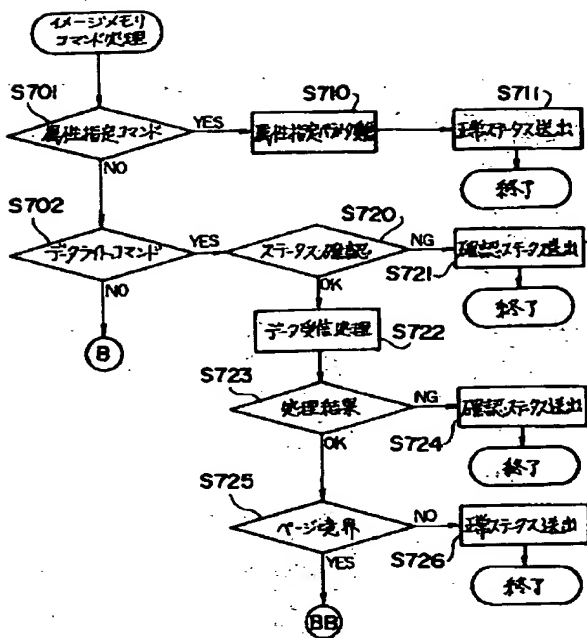 イメージメモリ
コマンド処理
S701
属性指定コマンド
YES
S710
属性指定パラメータ
S711
正常ステータス送出
終了
NO
S702
データライトコマンド
YES
S720
ステータス確認
NG
S721
確認ステータス送出
終了
NO
B
OK
データ受信処理
S722
S723
処理結果
NG
S724
確認ステータス送出
終了
OK
S725
ページ境界
NO
S726
正常ステータス送出
終了
YES
BB